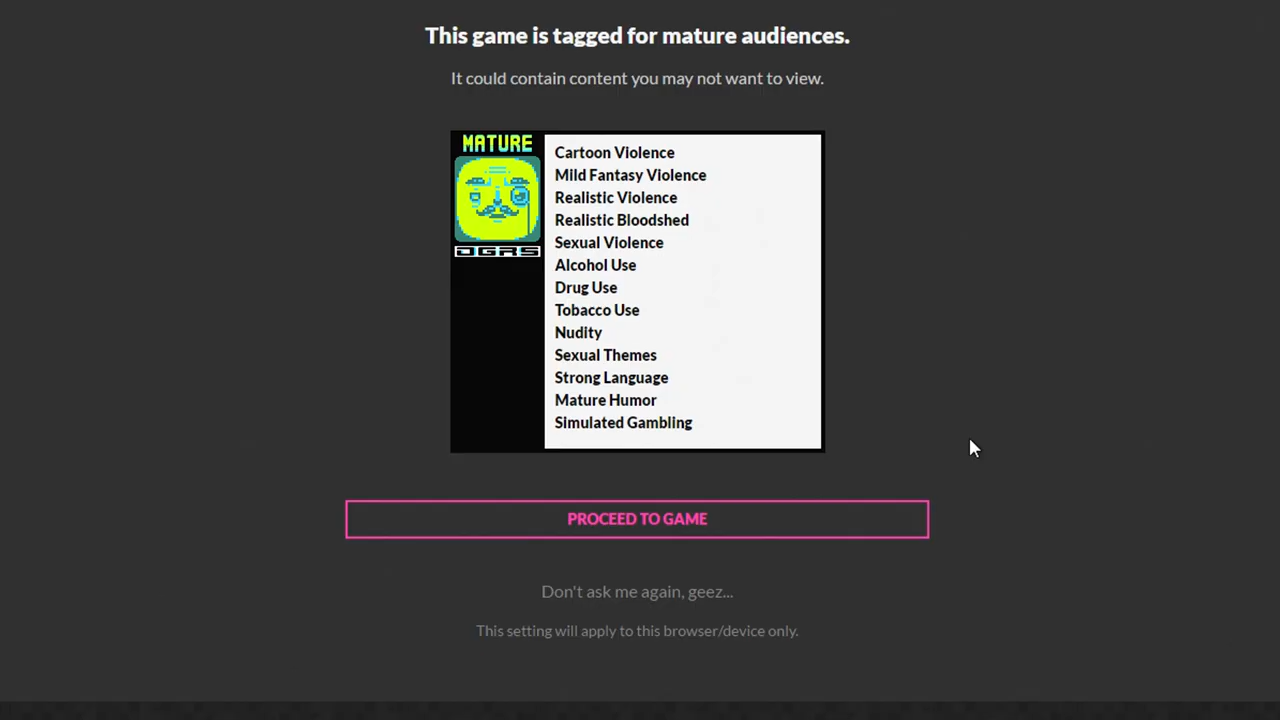 This game is tagged for mature audiences.
It could contain content you may not want to view.
MATURE
DGRS
Cartoon Violence
Mild Fantasy Violence
Realistic Violence
Realistic Bloodshed
Sexual Violence
Alcohol Use
Drug Use
Tobacco Use
Nudity
Sexual Themes
Strong Language
Mature Humor
Simulated Gambling
PROCEED TO GAME
Don't ask me again, geez...
This setting will apply to this browser/device only.